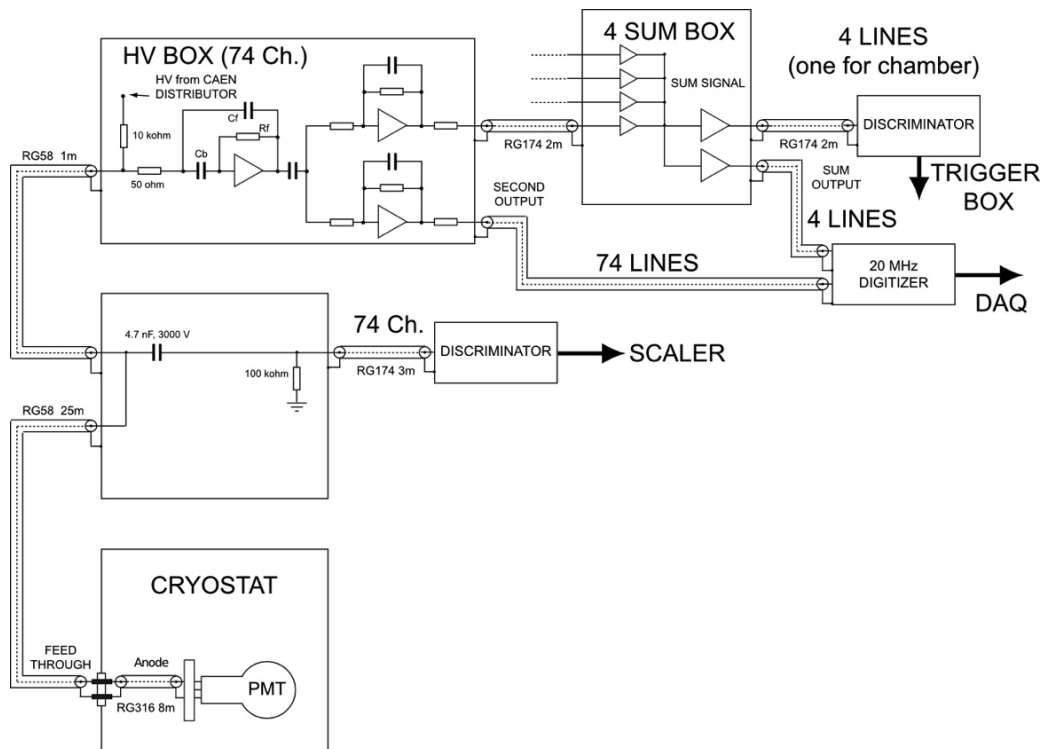 HV BOX (74 Ch.)
HV from CAEN
DISTRIBUTOR
10 kohm
50 ohm
Cf
Rf
Cb
RG58 1m
SECOND
OUTPUT
RG174 2m
4 SUM BOX
SUM SIGNAL
4 LINES
(one for chamber)
DISCRIMINATOR
RG174 2m
TRIGGER
BOX
SUM
OUTPUT
4 LINES
74 LINES
20 MHz
DIGITIZER
DAQ
4.7 nF, 3000 V
100 kohm
74 Ch.
RG174 3m
DISCRIMINATOR
SCALER
RG58 25m
CRYOSTAT
FEED
THROUGH
Anode
RG316 8m
PMT